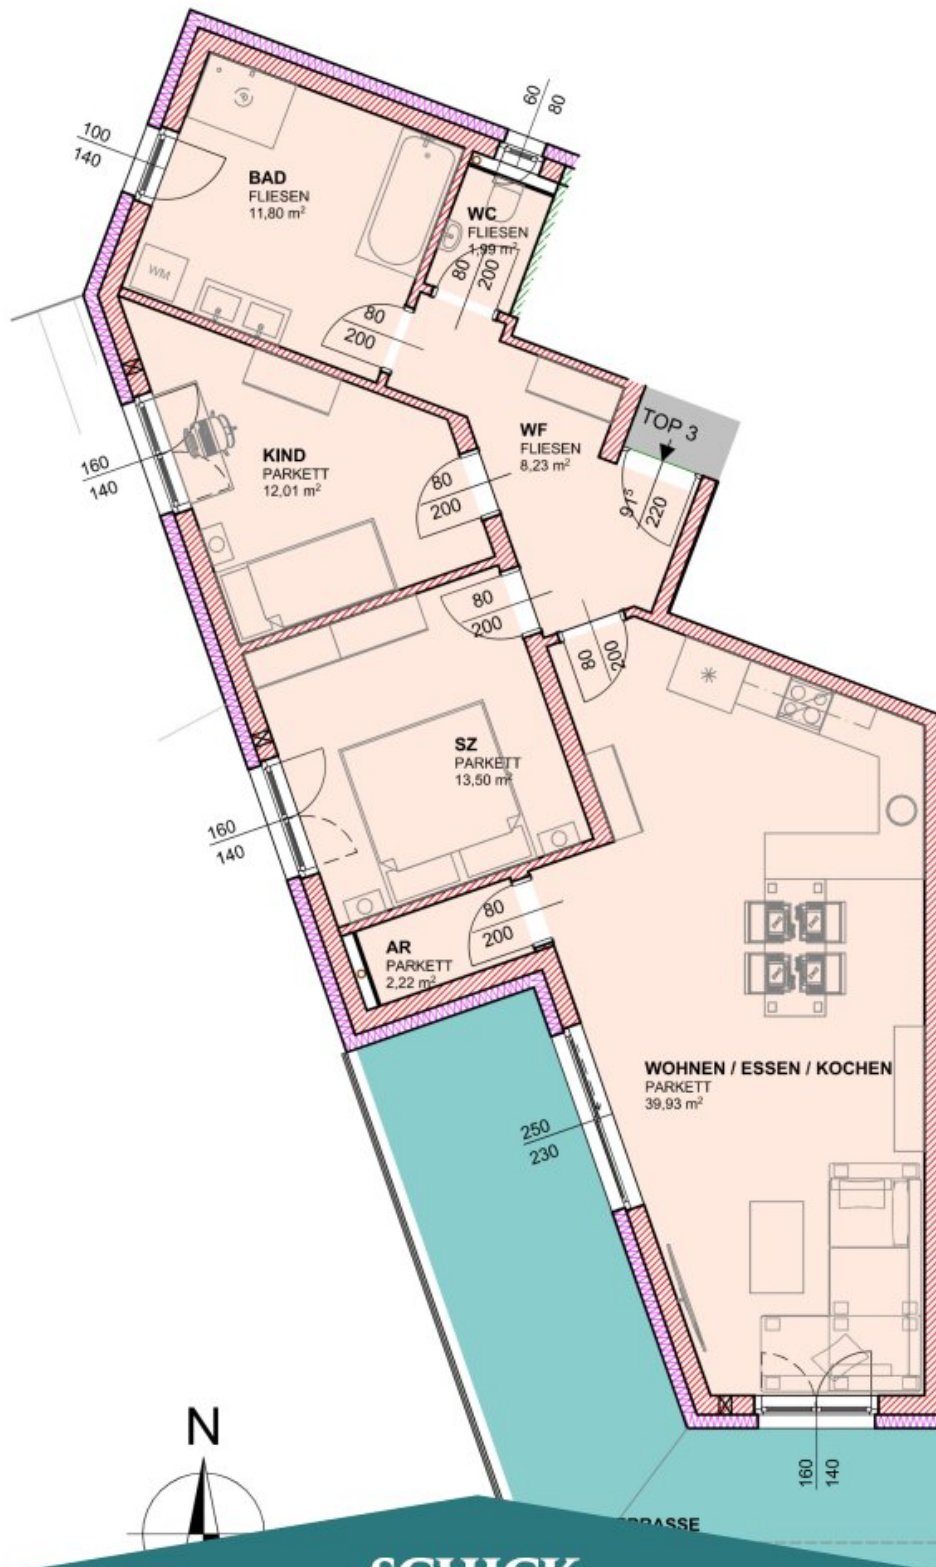 60
80
100
140
BAD
FLIESEN
11,80 m²
WC
FLIESEN
1,99 m²
80
200
WM
80
200
TOP 3
WF
FLIESEN
8,23 m²
KIND
PARKETT
12,01 m²
160
140
80
200
91⁵
220
80
200
80
200
SZ
PARKETT
13,50 m²
160
140
80
200
AR
PARKETT
2,22 m²
WOHNEN / ESSEN / KOCHEN
PARKETT
39,93 m²
250
230
160
140
N